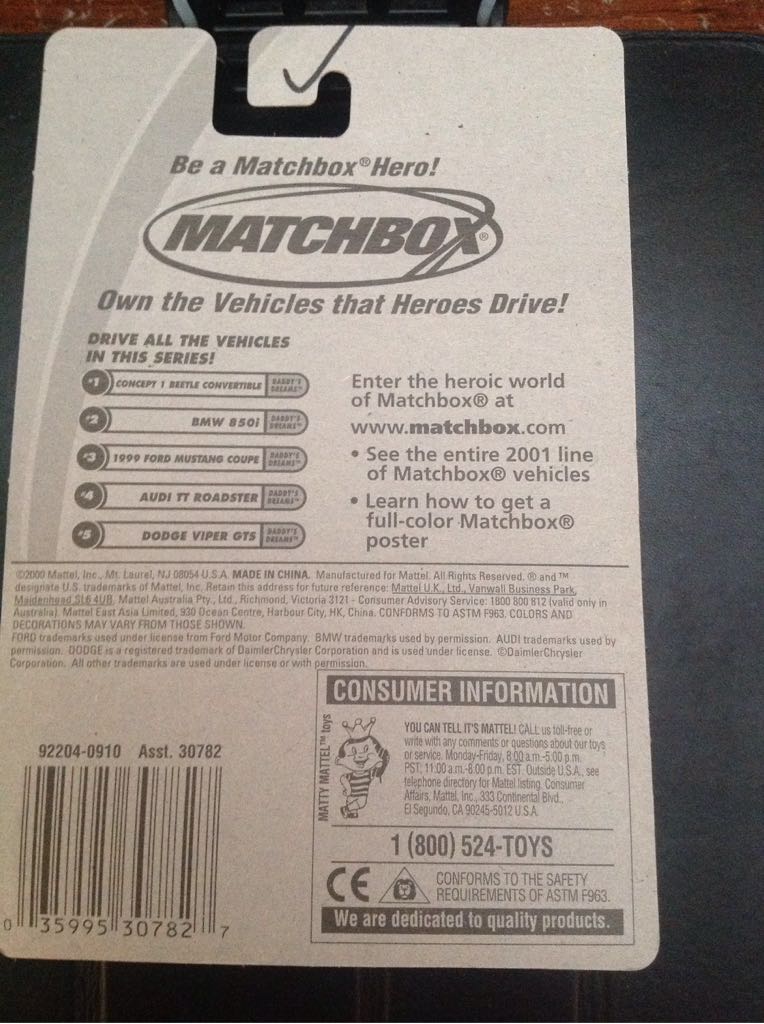 Be a Matchbox® Hero!
MATCHBOX®
Own the Vehicles that Heroes Drive!
DRIVE ALL THE VEHICLES
IN THIS SERIES!
#1 CONCEPT 1 BEETLE CONVERTIBLE DADDY'S DREAMS™
#2 BMW 850i DADDY'S DREAMS™
#3 1999 FORD MUSTANG COUPE DADDY'S DREAMS™
#4 AUDI TT ROADSTER DADDY'S DREAMS™
#5 DODGE VIPER GTS DADDY'S DREAMS™
Enter the heroic world
of Matchbox® at
www.matchbox.com
• See the entire 2001 line
of Matchbox® vehicles
• Learn how to get a
full-color Matchbox®
poster
©2000 Mattel, Inc., Mt. Laurel, NJ 08054 U.S.A. MADE IN CHINA. Manufactured for Mattel. All Rights Reserved. ® and ™
designate U.S. trademarks of Mattel, Inc. Retain this address for future reference: Mattel U.K., Ltd., Vanwall Business Park,
Maidenhead SL6 4UB. Mattel Australia Pty., Ltd., Richmond, Victoria 3121 - Consumer Advisory Service: 1800 800 812 (valid only in
Australia). Mattel East Asia Limited, 930 Ocean Centre, Harbour City, HK, China. CONFORMS TO ASTM F963. COLORS AND
DECORATIONS MAY VARY FROM THOSE SHOWN.
FORD trademarks used under license from Ford Motor Company. BMW trademarks used by permission. AUDI trademarks used by
permission. DODGE is a registered trademark of DaimlerChrysler Corporation and is used under license. ©DaimlerChrysler
Corporation. All other trademarks are used under license or with permission.
92204-0910 Asst. 30782
0 35995 30782 7
CONSUMER INFORMATION
MATTY MATTEL™ toys
YOU CAN TELL IT'S MATTEL! CALL us toll-free or
write with any comments or questions about our toys
or service. Monday-Friday, 8:00 a.m.-5:00 p.m.
PST; 11:00 a.m.-8:00 p.m. EST. Outside U.S.A., see
telephone directory for Mattel listing. Consumer
Affairs, Mattel, Inc., 333 Continental Blvd.,
El Segundo, CA 90245-5012 U.S.A.
1 (800) 524-TOYS
CE
CONFORMS TO THE SAFETY
REQUIREMENTS OF ASTM F963.
We are dedicated to quality products.